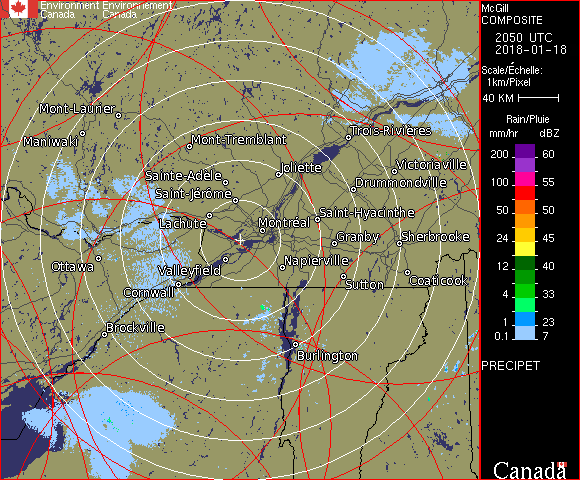 Environment Environnement
Canada Canada
McGill
COMPOSITE
2050 UTC
2018-01-18
Scale/Échelle:
1km/Pixel
40 KM
Rain/Pluie
mm/hr dBZ
200 60
100 55
75 53
50 50
24 45
12 40
4 33
1 23
0.1 7
PRECIPET
Canada
Mont-Laurier
Maniwaki
Mont-Tremblant
Trois-Rivières
Sainte-Adèle
Joliette
Victoriaville
Saint-Jérôme
Drummondville
Lachute
Montréal
Saint-Hyacinthe
Granby
Sherbrooke
Ottawa
Valleyfield
Napierville
Cornwall
Sutton
Coaticook
Brockville
Burlington